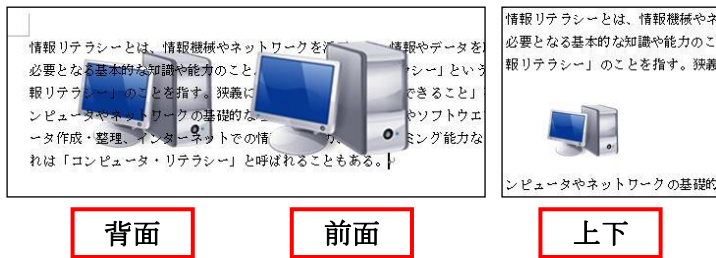 情報リテラシーとは、情報機械やネットワークを活 情報やデータを
必要となる基本的な知識や能力のこと。 ラシー」という
報リテラシー」のことを指す。狭義に できること」
ンピュータやネットワークの基礎的な やソフトウエ
ータ作成・整理、インターネットでの情 ミング能力な
れは「コンピュータ・リテラシー」と呼ばれることもある。
情報リテラシーとは、情報機械やネ
必要となる基本的な知識や能力のこ
報リテラシー」のことを指す。狭義
ンピュータやネットワークの基礎的
背面
前面
上下